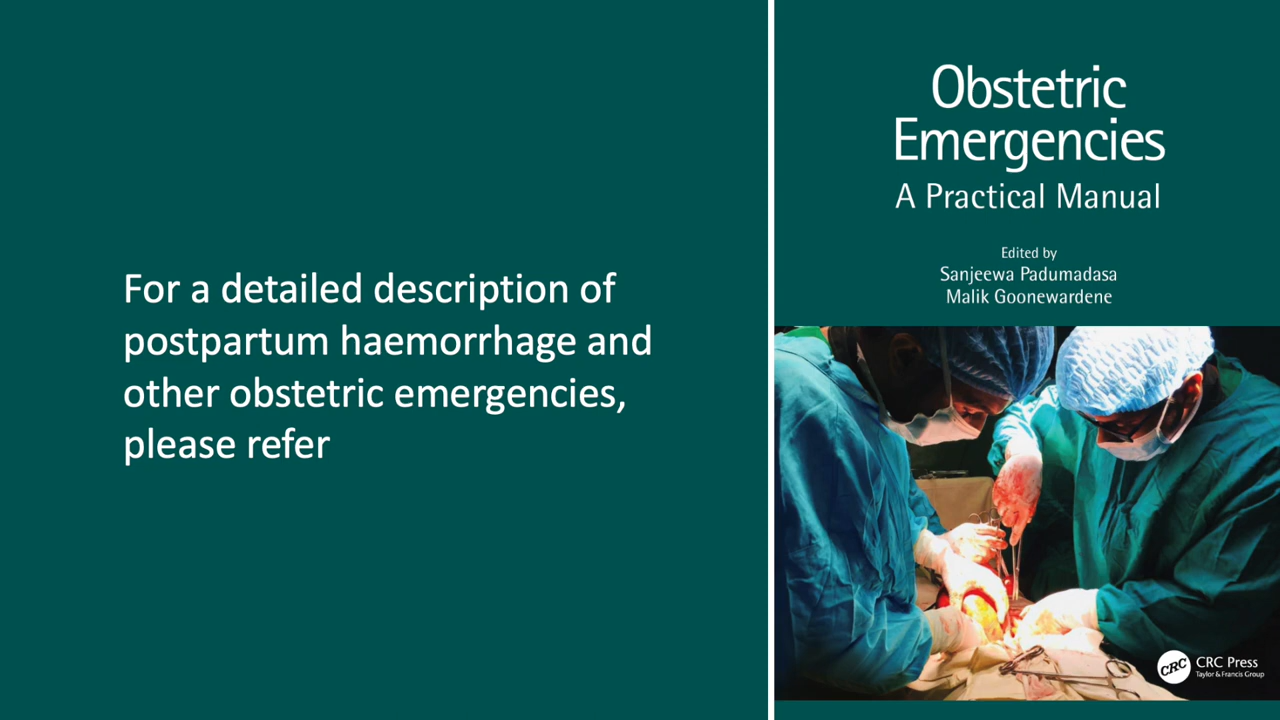 For a detailed description of
postpartum haemorrhage and
other obstetric emergencies,
please refer
Obstetric
Emergencies
A Practical Manual
Edited by
Sanjeewa Padumadasa
Malik Goonewardene
CRC
CRC Press
Taylor & Francis Group